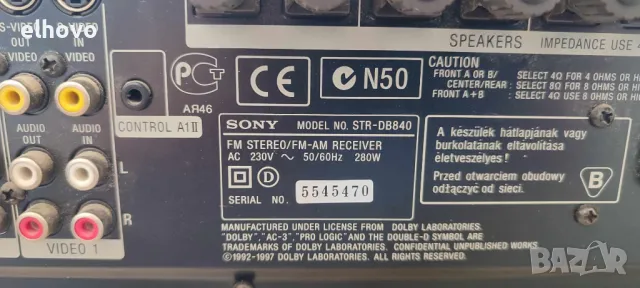 elhovo
S-VIDEO
S-VIDEO
OUT
IN
VIDEO
VIDEO
AUDIO
OUT
AUDIO
IN
L
R
VIDEO 1
CONTROL A1 II
PCT
AR46
CE
N50
SPEAKERS IMPEDANCE USE 4
CAUTION
FRONT A OR B/ : SELECT 4Ω FOR 4 OHMS OR H
CENTER/REAR : SELECT 8Ω FOR 8 OHMS OR H
FRONT A+B : SELECT 4Ω USE 8 OHMS OR H
SONY MODEL NO. STR-DB840
FM STEREO/FM-AM RECEIVER
AC 230V ~ 50/60Hz 280W
D
SERIAL NO. 5545470
A készülék hátlapjának vagy
burkolatának eltávolítása
életveszélyes!
Przed otwarciem obudowy
odłączyć od sieci.
B
MANUFACTURED UNDER LICENSE FROM DOLBY LABORATORIES.
"DOLBY", "AC-3", "PRO LOGIC" AND THE DOUBLE-D SYMBOL ARE
TRADEMARKS OF DOLBY LABORATORIES. CONFIDENTIAL UNPUBLISHED WORKS.
©1992-1997 DOLBY LABORATORIES, INC. ALL RIGHTS RESERVED.
BAZAR